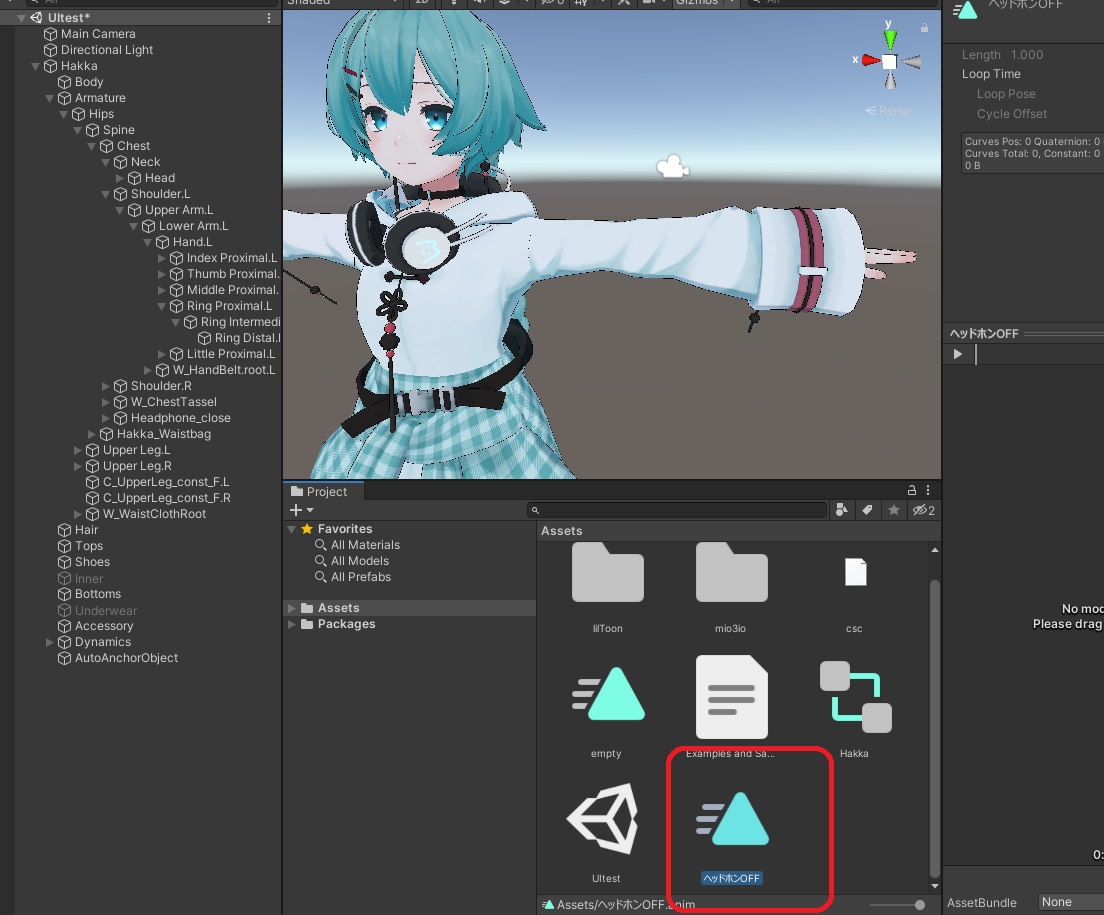 All
UItest*
Main Camera
Directional Light
Hakka
Body
Armature
Hips
Spine
Chest
Neck
Head
Shoulder.L
Upper Arm.L
Lower Arm.L
Hand.L
Index Proximal.L
Thumb Proximal.
Middle Proximal.
Ring Proximal.L
Ring Intermedi
Ring Distal.
Little Proximal.L
W_HandBelt.root.L
Shoulder.R
W_ChestTassel
Headphone_close
Hakka_Waistbag
Upper Leg.L
Upper Leg.R
C_UpperLeg_const_F.L
C_UpperLeg_const_F.R
W_WaistClothRoot
Hair
Tops
Shoes
Inner
Bottoms
Underwear
Accessory
Dynamics
AutoAnchorObject
Shaded 2D 0 Gizmos All
y
x
Persp
Project
2
Favorites
All Materials
All Models
All Prefabs
Assets
Packages
Assets
lilToon
mio3io
csc
empty
Examples and Sa...
Hakka
UItest
ヘッドホンOFF
Assets/ヘッドホンOFF.anim
ヘッドホンOFF
Length 1.000
Loop Time
Loop Pose
Cycle Offset
Curves Pos: 0 Quaternion: 0
Curves Total: 0, Constant: 0
0 B
ヘッドホンOFF
No mod
Please drag
0:
AssetBundle None